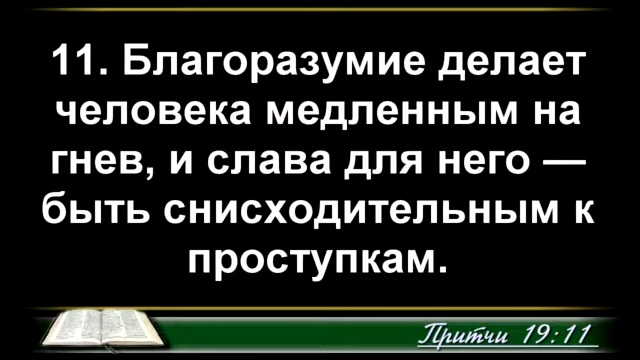 11. Благоразумие делает
человека медленным на
гнев, и слава для него —
быть снисходительным к
проступкам.
Притчи 19:11